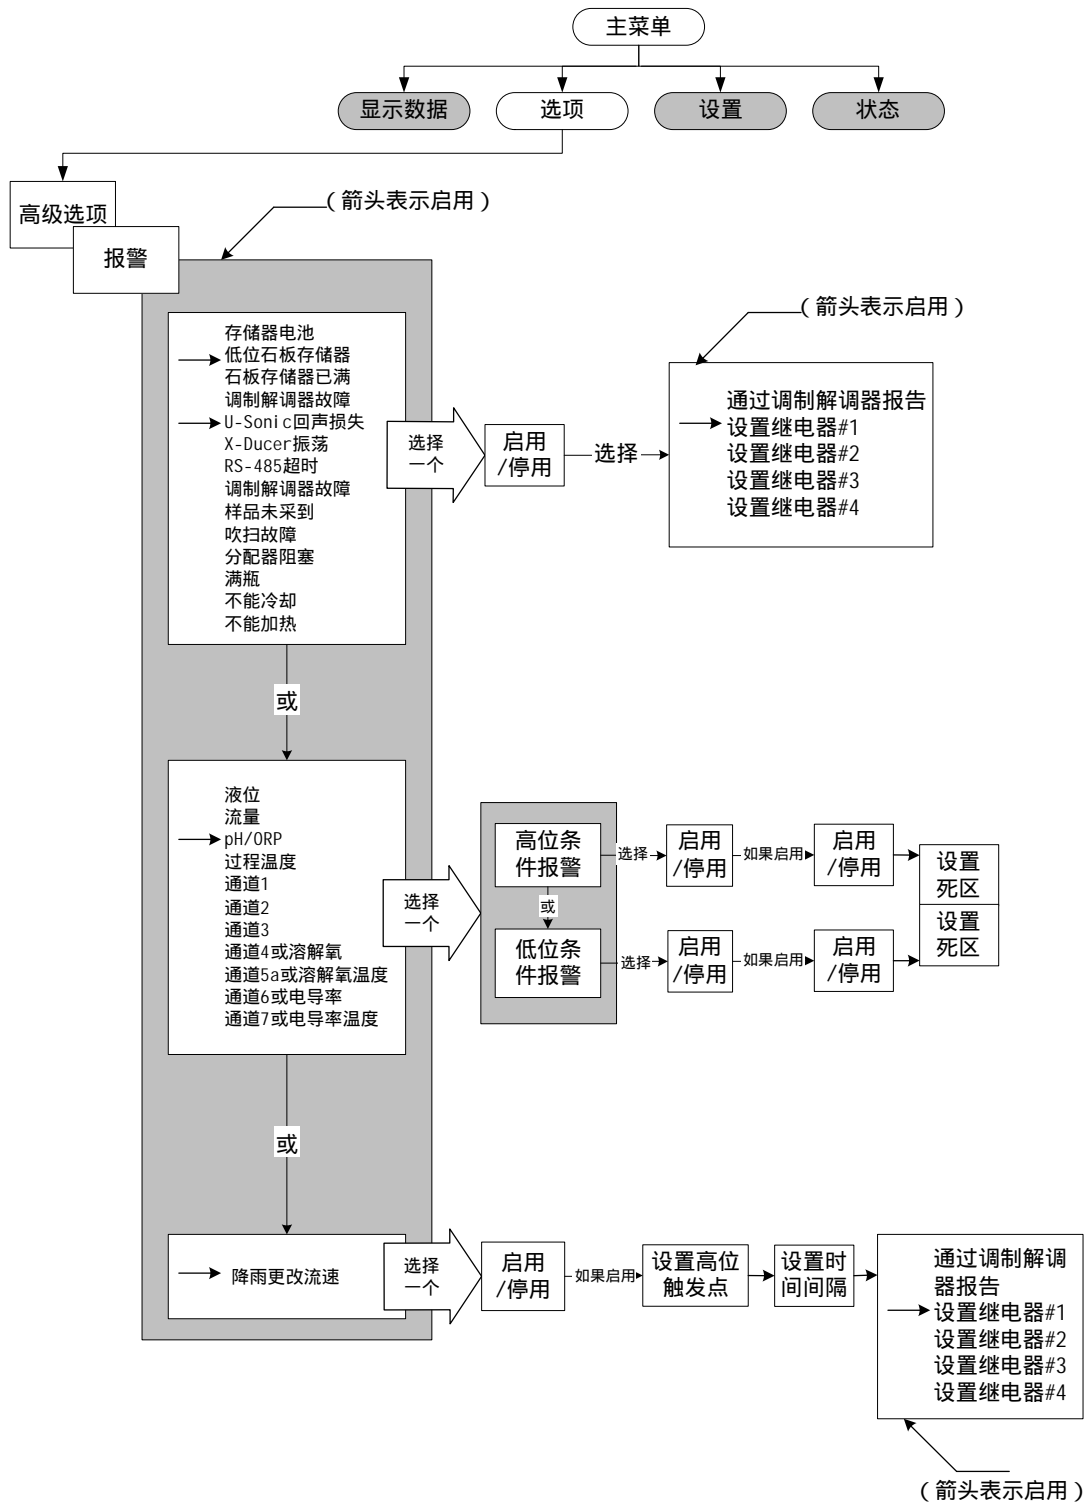 主菜单
显示数据
选项
设置
状态
高级选项
报警
(箭头表示启用)
存储器电池
低位石板存储器
石板存储器已满
调制解调器故障
U-Sonic回声损失
X-Ducer振荡
RS-485超时
调制解调器故障
样品未采到
吹扫故障
分配器阻塞
满瓶
不能冷却
不能加热
选择
一个
启用
/停用
选择
(箭头表示启用)
通过调制解调器报告
设置继电器#1
设置继电器#2
设置继电器#3
设置继电器#4
或
液位
流量
pH/ORP
过程温度
通道1
通道2
通道3
通道4或溶解氧
通道5a或溶解氧温度
通道6或电导率
通道7或电导率温度
选择
一个
高位条
件报警
选择
启用
/停用
如果启用
启用
/停用
设置
死区
或
低位条
件报警
选择
启用
/停用
如果启用
启用
/停用
设置
死区
或
降雨更改流速
选择
一个
启用
/停用
如果启用
设置高位
触发点
设置时
间间隔
通过调制解调
器报告
设置继电器#1
设置继电器#2
设置继电器#3
设置继电器#4
(箭头表示启用)